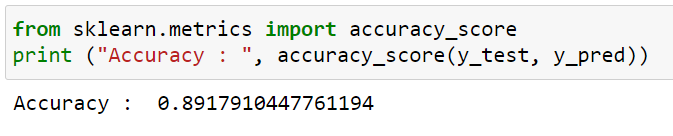 from sklearn.metrics import accuracy_score
print ("Accuracy : ", accuracy_score(y_test, y_pred))
Accuracy :  0.8917910447761194